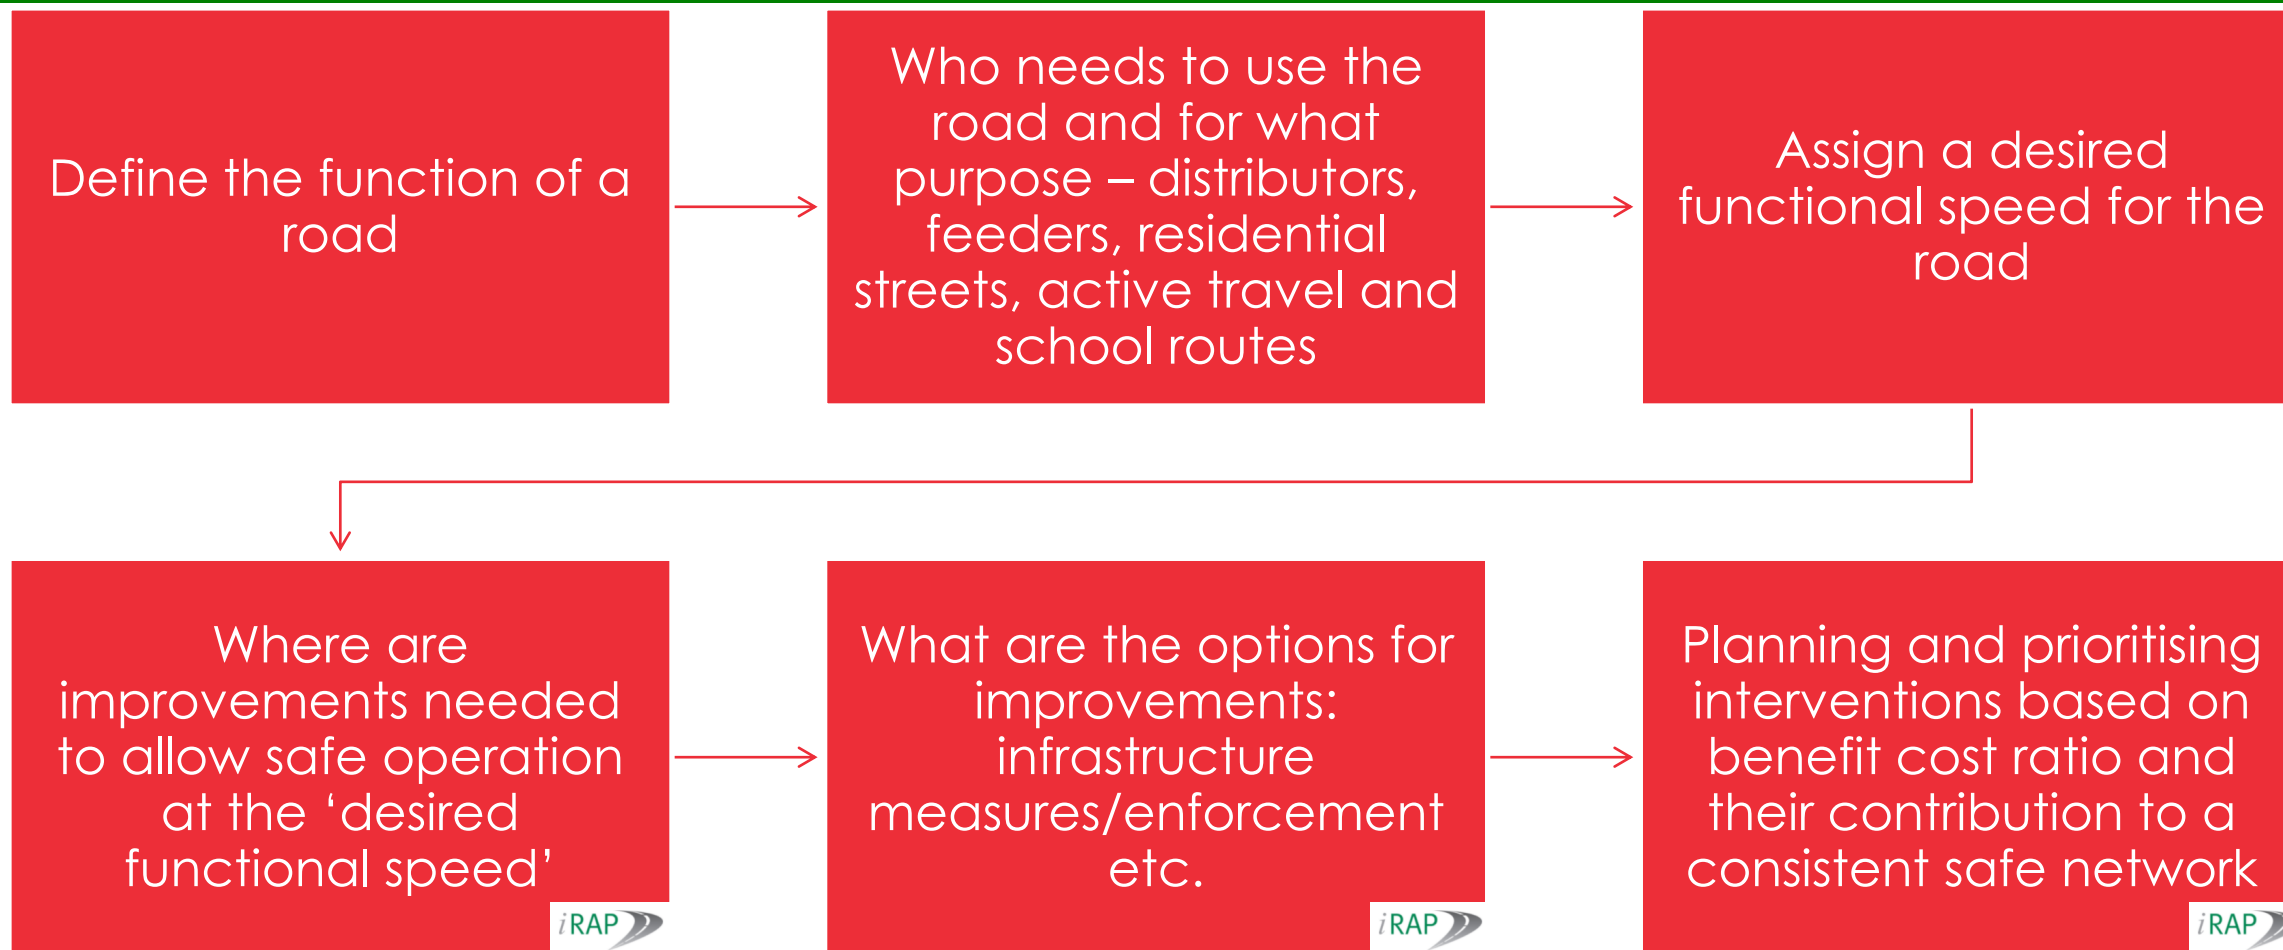 Define the function of a
road
Who needs to use the
road and for what
purpose – distributors,
feeders, residential
streets, active travel and
school routes
Assign a desired
functional speed for the
road
Where are
improvements needed
to allow safe operation
at the ‘desired
functional speed’
iRAP
What are the options for
improvements:
infrastructure
measures/enforcement
etc.
iRAP
Planning and prioritising
interventions based on
benefit cost ratio and
their contribution to a
consistent safe network
iRAP